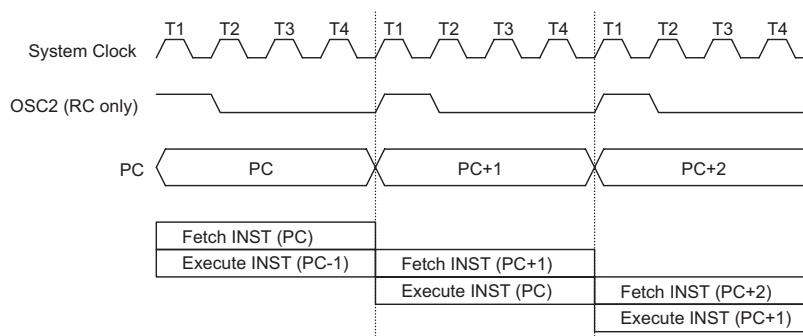 T1 T2 T3 T4 T1 T2 T3 T4 T1 T2 T3 T4
System Clock
OSC2 (RC only)
PC PC PC+1 PC+2
Fetch INST (PC)
Execute INST (PC-1) Fetch INST (PC+1)
Execute INST (PC) Fetch INST (PC+2)
Execute INST (PC+1)